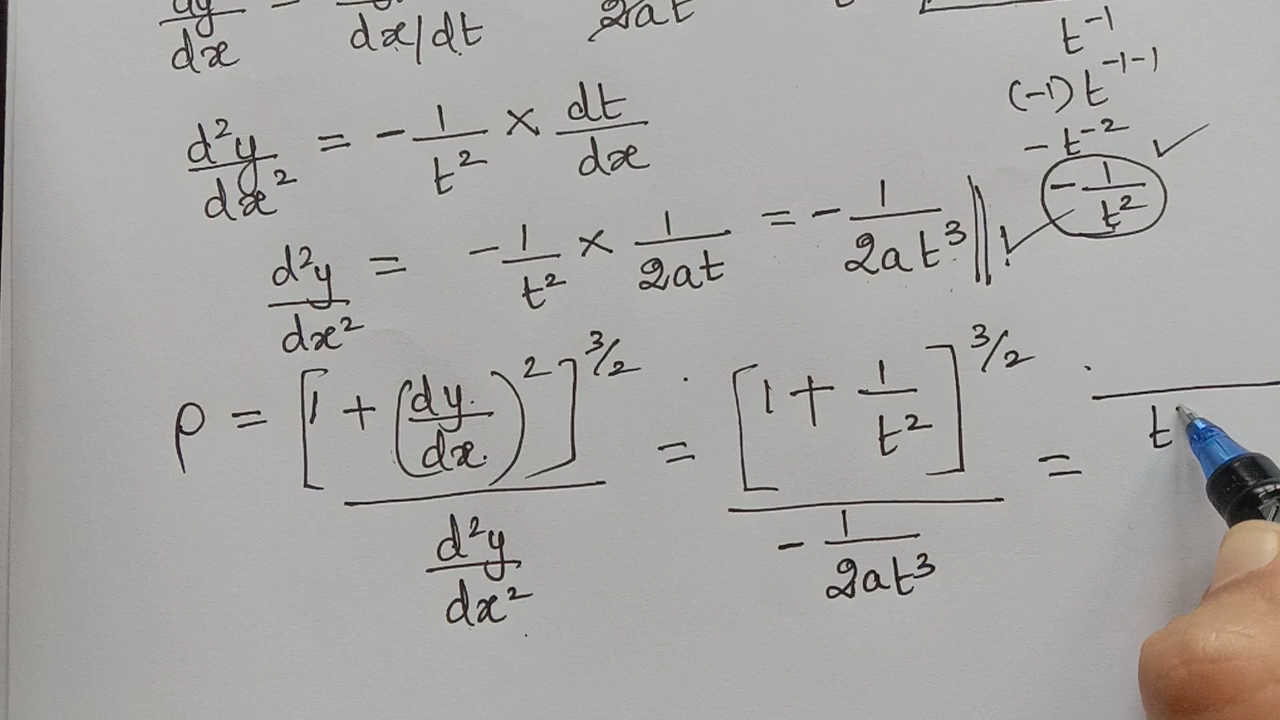 dy/dx = dx/dt 2at
t⁻¹
(-1) t⁻¹⁻¹
- t⁻²
- 1/t² ✓
d²y/dx² = - 1/t² × dt/dx
d²y/dx² = - 1/t² × 1/2at = - 1/2at³
ρ = [1 + (dy/dx)²]^3/2 / d²y/dx² = [1 + 1/t²]^3/2 / - 1/2at³ = /t